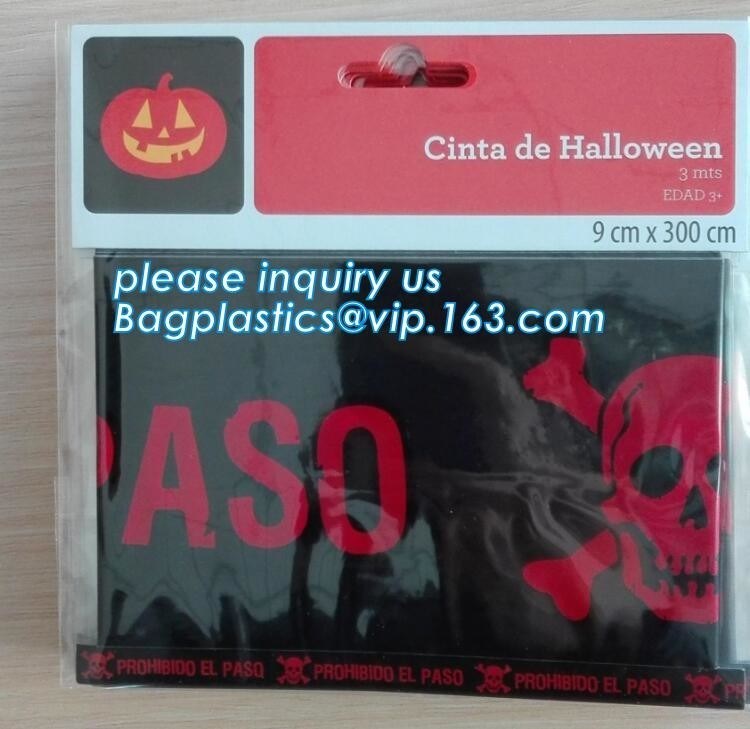 Cinta de Halloween
3 mts
EDAD 3+
9 cm x 300 cm
please inquiry us
Bagplastics@vip.163.com
PASO
PROHIBIDO EL PASO PROHIBIDO EL PASO PROHIBIDO EL PASO PR